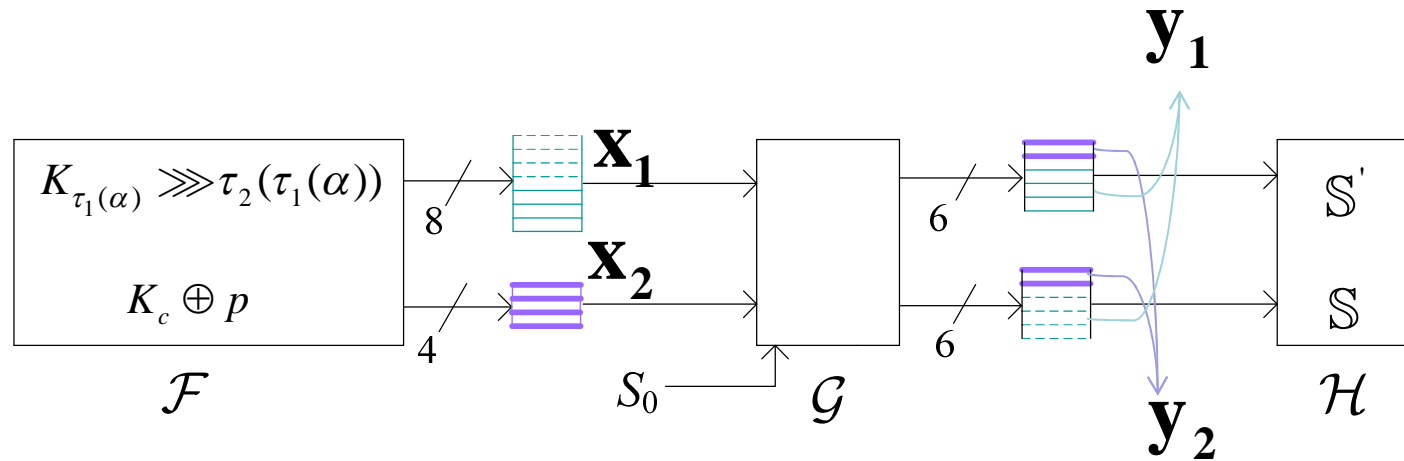 y₁
K_{τ₁(α)} ⋙ τ₂(τ₁(α))
8
x₁
6
𝕊'
K_c ⊕ p
4
x₂
6
𝕊
S₀
ℱ
𝒢
ℋ
y₂